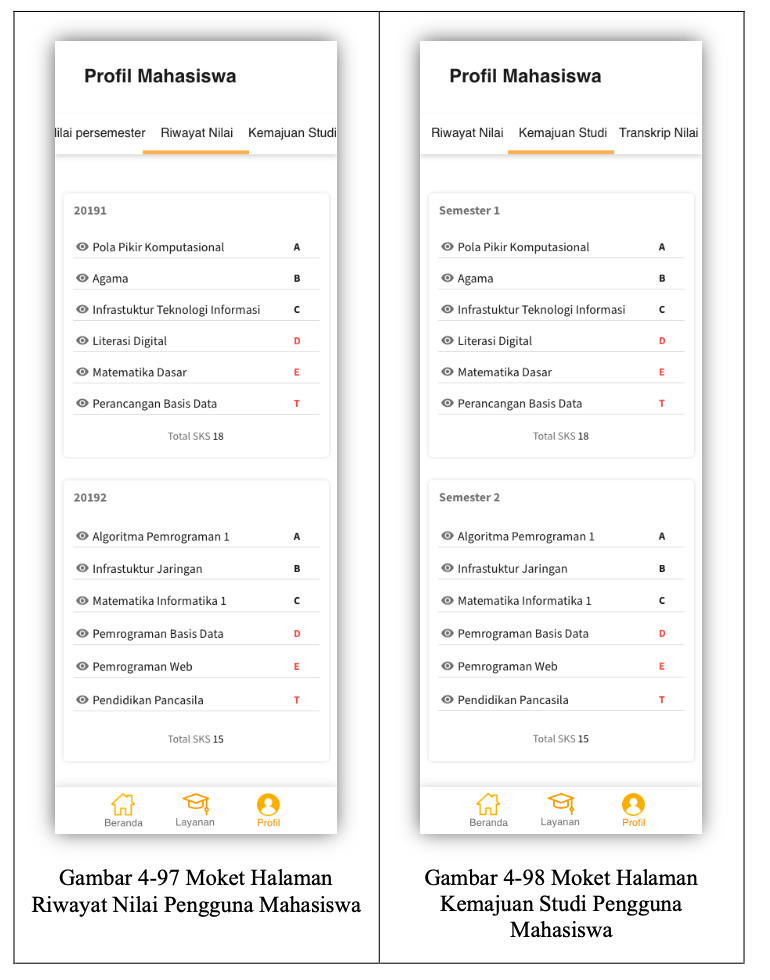 Profil Mahasiswa
lilai persemester Riwayat Nilai Kemajuan Studi
20191
Pola Pikir Komputasional A
Agama B
Infrastuktur Teknologi Informasi C
Literasi Digital D
Matematika Dasar E
Perancangan Basis Data T
Total SKS 18
20192
Algoritma Pemrograman 1 A
Infrastuktur Jaringan B
Matematika Informatika 1 C
Pemrograman Basis Data D
Pemrograman Web E
Pendidikan Pancasila T
Total SKS 15
Beranda Layanan Profil
Gambar 4-97 Moket Halaman
Riwayat Nilai Pengguna Mahasiswa
Profil Mahasiswa
Riwayat Nilai Kemajuan Studi Transkrip Nilai
Semester 1
Pola Pikir Komputasional A
Agama B
Infrastuktur Teknologi Informasi C
Literasi Digital D
Matematika Dasar E
Perancangan Basis Data T
Total SKS 18
Semester 2
Algoritma Pemrograman 1 A
Infrastuktur Jaringan B
Matematika Informatika 1 C
Pemrograman Basis Data D
Pemrograman Web E
Pendidikan Pancasila T
Total SKS 15
Beranda Layanan Profil
Gambar 4-98 Moket Halaman
Kemajuan Studi Pengguna
Mahasiswa